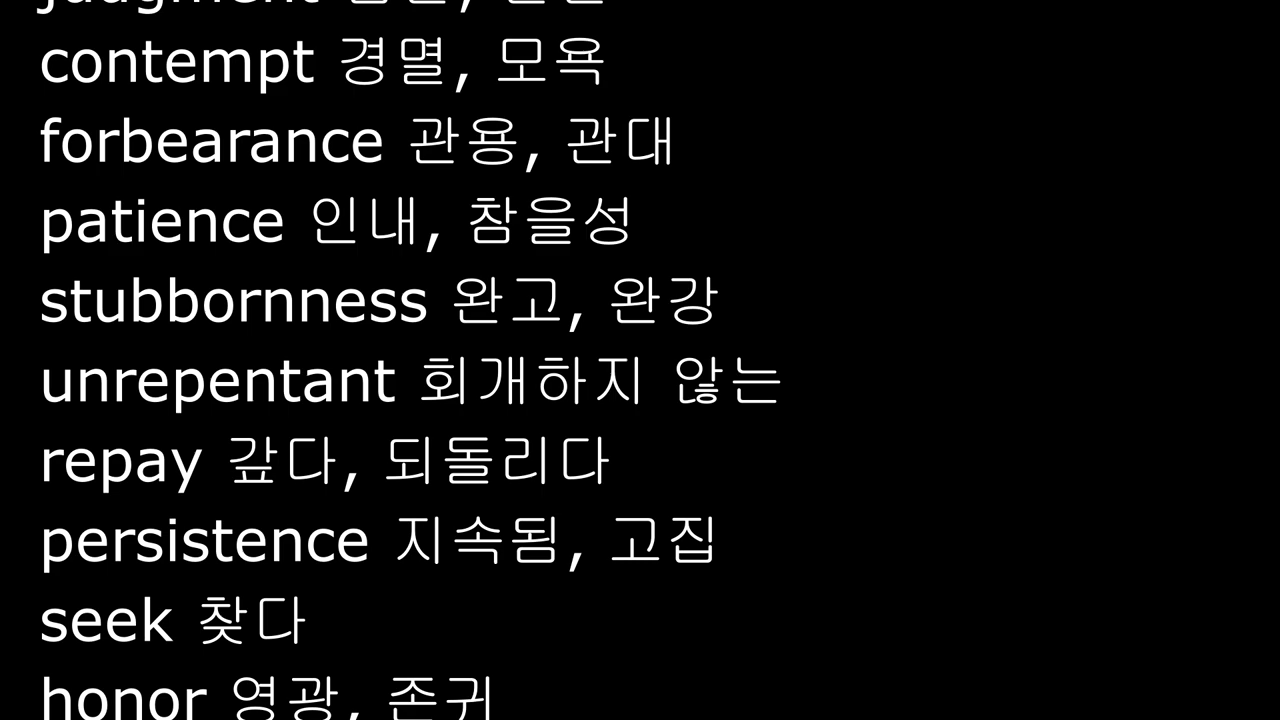 judgment
contempt 경멸, 모욕
forbearance 관용, 관대
patience 인내, 참을성
stubbornness 완고, 완강
unrepentant 회개하지 않는
repay 갚다, 되돌리다
persistence 지속됨, 고집
seek 찾다
honor 영광, 존귀